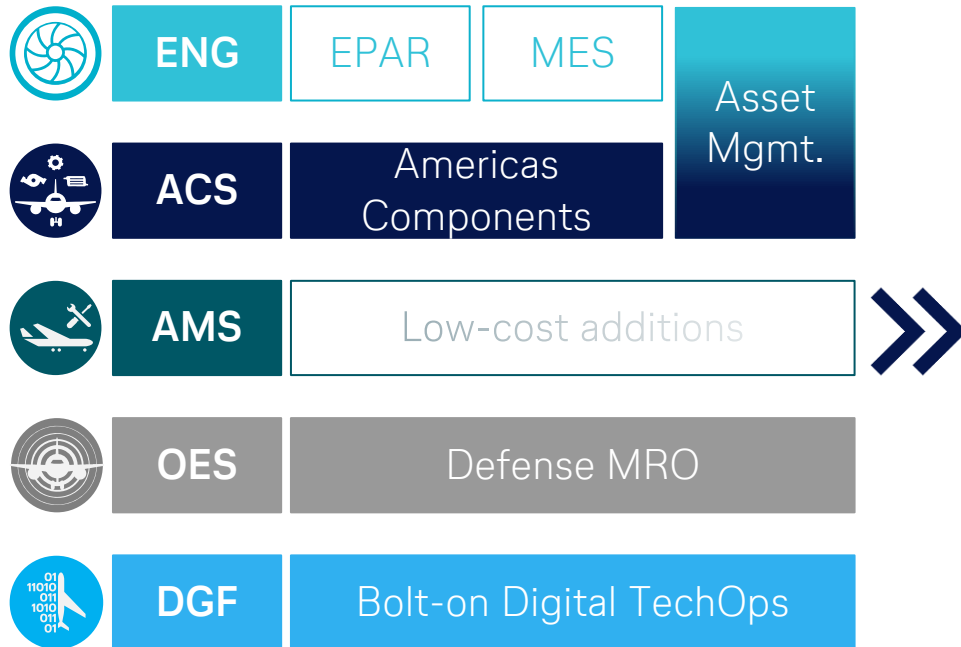 ENG
EPAR
MES
Asset
Mgmt.
ACS
Americas
Components
AMS
Low-cost additions
OES
Defense MRO
01
11010
011
1010
011
01
DGF
Bolt-on Digital TechOps